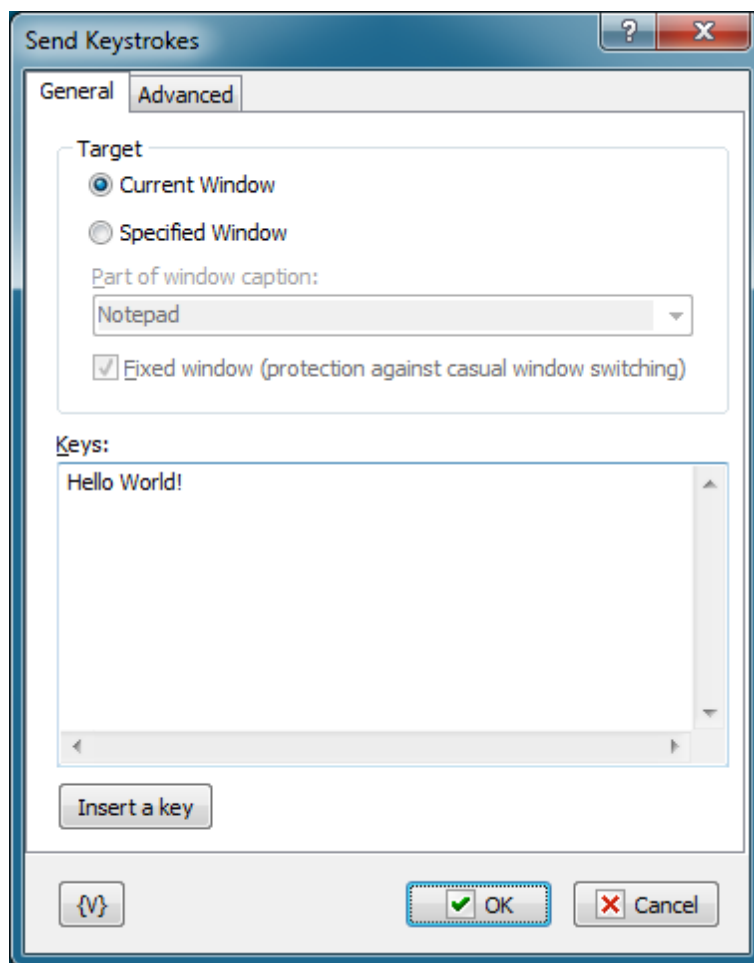 Send Keystrokes
?
General
Advanced
Target
Current Window
Specified Window
Part of window caption:
Notepad
Fixed window (protection against casual window switching)
Keys:
Hello World!
Insert a key
{V}
OK
Cancel